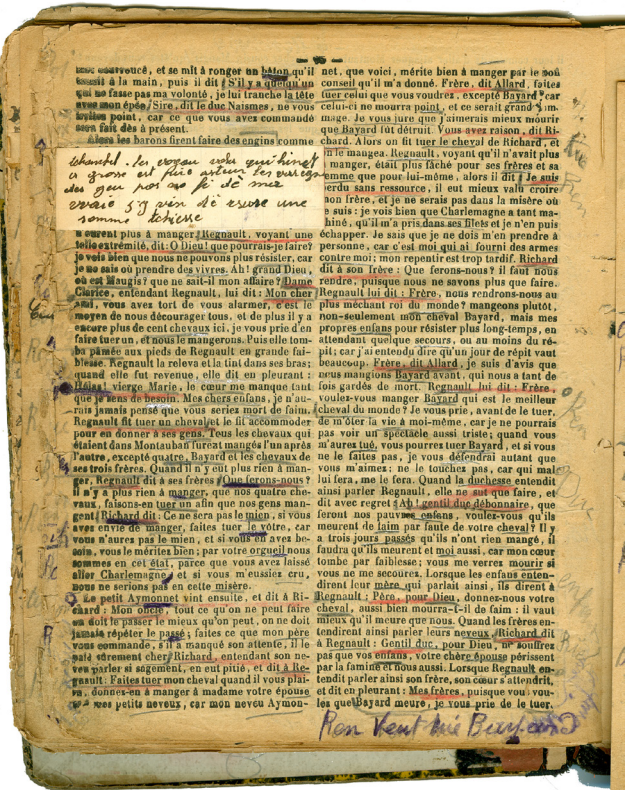 et se mit à ronger un bâton qu'il
à la main, puis il dit : S'il y a quelqu'un
qui ne fasse pas ma volonté, je lui tranche la tête
avec mon épée. Sire, dit le duc Naismes, ne vous
point, car ce que vous avez commandé
sera fait dès à présent.
Alors les barons firent faire des engins comme
une
somme
n'eurent plus à manger. Regnault, voyant une
telle extrémité, dit : O Dieu! que pourrois-je faire?
je vois bien que nous ne pouvons plus résister, car
je ne sais où prendre des vivres. Ah! grand Dieu,
où est Maugis? que ne sait-il mon affaire? Dame
Clarice, entendant Regnault, lui dit : Mon cher
ami, vous avez tort de vous alarmer, c'est le
moyen de nous décourager tous, et de plus il y a
encore plus de cent chevaux ici, je vous prie d'en
faire tuer un, et nous le mangerons. Puis elle tom-
ba pâmée aux pieds de Regnault en grande fai-
blesse. Regnault la releva et la tint dans ses bras;
quand elle fut revenue, elle dit en pleurant :
Hélas! vierge Marie, le cœur me manque tant
que je tiens de besoin. Mes chers enfans, je n'au-
rais jamais pensé que vous seriez mort de faim.
Regnault fit tuer un cheval et le fit accommoder
pour en donner à ses gens. Tous les chevaux qui
étaient dans Montauban furent mangés l'un après
l'autre, excepté quatre, Bayard et les chevaux de
ses trois frères. Quand il n'y eut plus rien à man-
ger, Regnault dit à ses frères : Que ferons-nous?
Il n'y a plus rien à manger, que nos quatre che-
vaux, faisons-en tuer un afin que nos gens man-
gent. Richard dit : Ce ne sera pas le mien, si vous
avez envie de manger, faites tuer le vôtre, car
vous n'aurez pas le mien, et si vous en avez be-
soin, vous le méritez bien; par votre orgueil nous
sommes en cet état, parce que vous avez laissé
aller Charlemagne, et si vous m'eussiez cru,
nous ne serions pas en cette misère.
Le petit Aymonnet vint ensuite, et dit à Ri-
chard : Mon oncle, tout ce qu'on ne peut faire
on doit le passer le mieux qu'on peut, on ne doit
jamais répéter le passé; faites ce que mon père
vous commande, s'il a manqué son attente, il le
paie sûrement cher. Richard, entendant son ne-
veu parler si sagement, en eut pitié, et dit à Re-
gnault : Faites tuer mon cheval quand il vous plai-
ra, donnez-en à manger à madame votre épouse
mes petits neveux, car mon neveu Aymon-
net, que voici, mérite bien à manger par le bon
conseil qu'il m'a donné. Frère, dit Allard, faites
tuer celui que vous voudrez, excepté Bayard, car
celui-ci ne mourra point, et ce serait grand dom-
mage. Je vous jure que j'aimerais mieux mourir
que Bayard fût détruit. Vous avez raison, dit Ri-
chard. Alors on fit tuer le cheval de Richard, et
on le mangea. Regnault, voyant qu'il n'avait plus
à manger, était plus fâché pour ses frères et sa
femme que pour lui-même, alors il dit : Je suis
perdu sans ressource, il eut mieux valu croire
mon frère, et je ne serais pas dans la misère où
je suis : je vois bien que Charlemagne a tant ma-
chiné, qu'il m'a pris dans ses filets et je n'en puis
échapper. Je sais que je ne dois m'en prendre à
personne, car c'est moi qui ai fourni des armes
contre moi; mon repentir est trop tardif. Richard
dit à son frère : Que ferons-nous? il faut nous
rendre, puisque nous ne savons plus que faire.
Regnault lui dit : Frère, nous rendrons-nous au
plus méchant roi du monde? mangeons plutôt,
non-seulement mon cheval Bayard, mais mes
propres enfans pour résister plus long-temps, en
attendant quelque secours, ou au moins du ré-
pit; car j'ai entendu dire qu'un jour de répit vaut
beaucoup. Frère, dit Allard, je suis d'avis que
nous mangions Bayard avant, qui nous a tant de
fois gardés de mort. Regnault lui dit : Frère,
voulez-vous manger Bayard qui est le meilleur
cheval du monde? Je vous prie, avant de le tuer,
de m'ôter la vie à moi-même, car je ne pourrais
pas voir un spectacle aussi triste; quand vous
m'aurez tué, vous pourrez tuer Bayard, et si vous
ne le faites pas, je vous défendrai autant que
vous m'aimez; ne le touchez pas, car qui mal
lui fera, me le fera. Quand la duchesse entendit
ainsi parler Regnault, elle ne sut que faire, et
dit avec regret : Ah! gentil duc débonnaire, que
feront nos pauvres enfans, voulez-vous qu'ils
meurent de faim par faute de votre cheval? Il y
a trois jours passés qu'ils n'ont rien mangé, il
faudra qu'ils meurent et moi aussi, car mon cœur
tombe par faiblesse; vous me verrez mourir si
vous ne me secourez. Lorsque les enfans enten-
dirent leur mère qui parlait ainsi, ils dirent à
Regnault : Père, pour Dieu, donnez-nous votre
cheval, aussi bien mourra-t-il de faim : il vaut
mieux qu'il meure que nous. Quand les frères en-
tendirent ainsi parler leurs neveux, Richard dit
à Regnault : Gentil duc, pour Dieu, ne souffrez
pas que vos enfans, votre chère épouse périssent
par la famine et nous aussi. Lorsque Regnault en-
tendit parler ainsi son frère, son cœur s'attendrit,
et dit en pleurant : Mes frères, puisque vou vou-
lez que Bayard meure, je vous prie de le tuer.